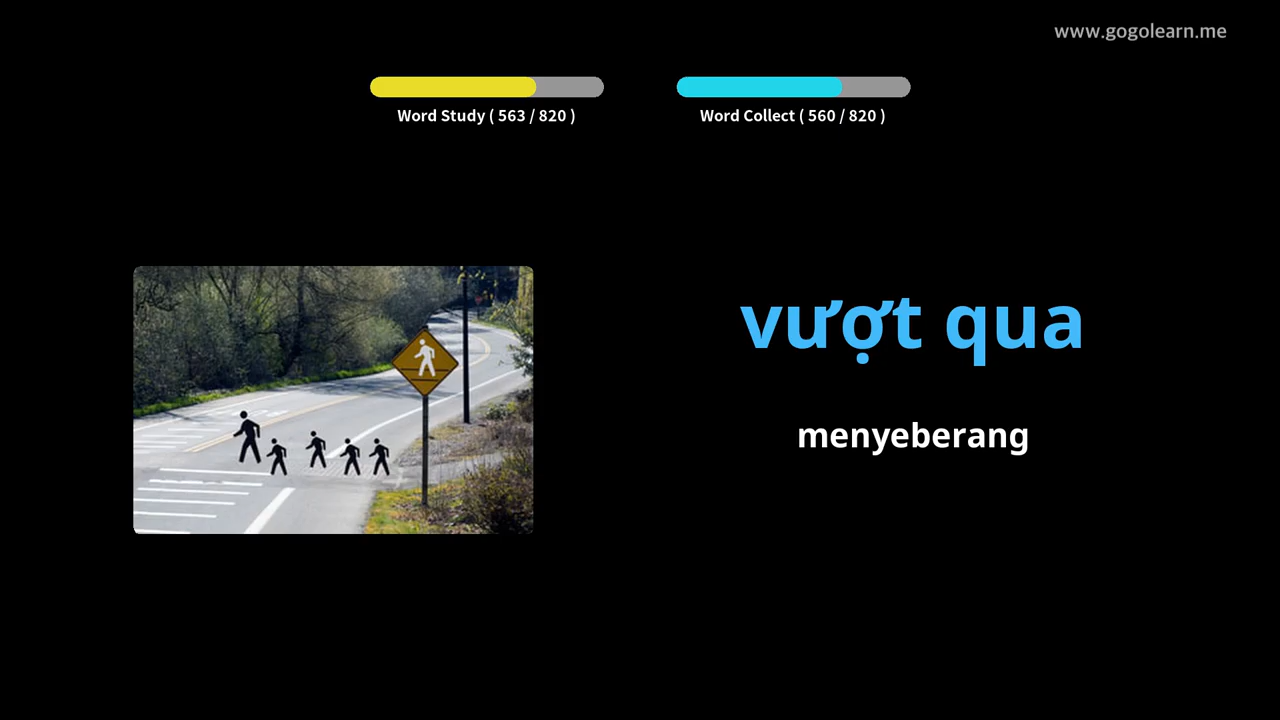 www.gogolearn.me
Word Study ( 563 / 820 )
Word Collect ( 560 / 820 )
vượt qua
menyeberang